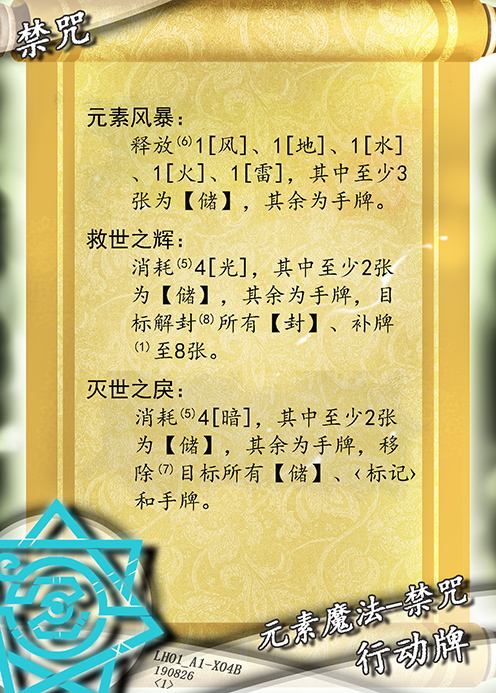 禁咒
元素风暴：
释放⁽⁶⁾1[风]、1[地]、1[水]
、1[火]、1[雷]，其中至少3
张为【储】，其余为手牌。
救世之辉：
消耗⁽⁵⁾4[光]，其中至少2张
为【储】，其余为手牌，目
标解封⁽⁸⁾所有【封】、补牌
⁽¹⁾至8张。
灭世之戾：
消耗⁽⁵⁾4[暗]，其中至少2张
为【储】，其余为手牌，移
除⁽⁷⁾目标所有【储】、<标记>
和手牌。
元素魔法-禁咒
行动牌
LH01_A1-X04B
190826
<1>